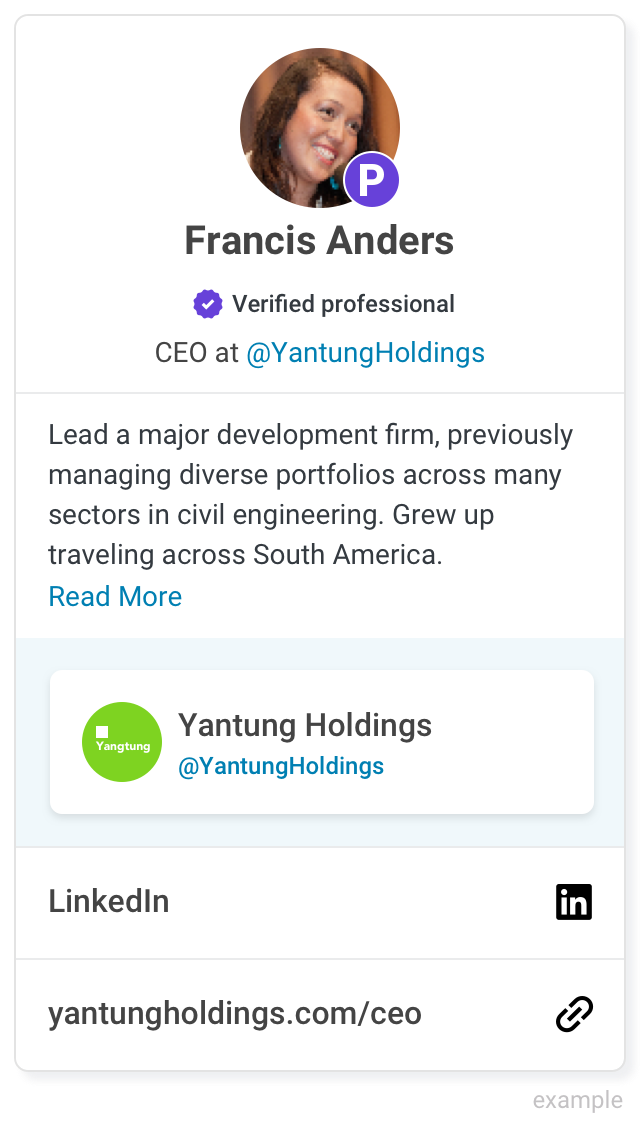 P
Francis Anders
Verified professional
CEO at @YantungHoldings
Lead a major development firm, previously
managing diverse portfolios across many
sectors in civil engineering. Grew up
traveling across South America.
Read More
Yangtung
Yantung Holdings
@YantungHoldings
LinkedIn
in
yantungholdings.com/ceo
example